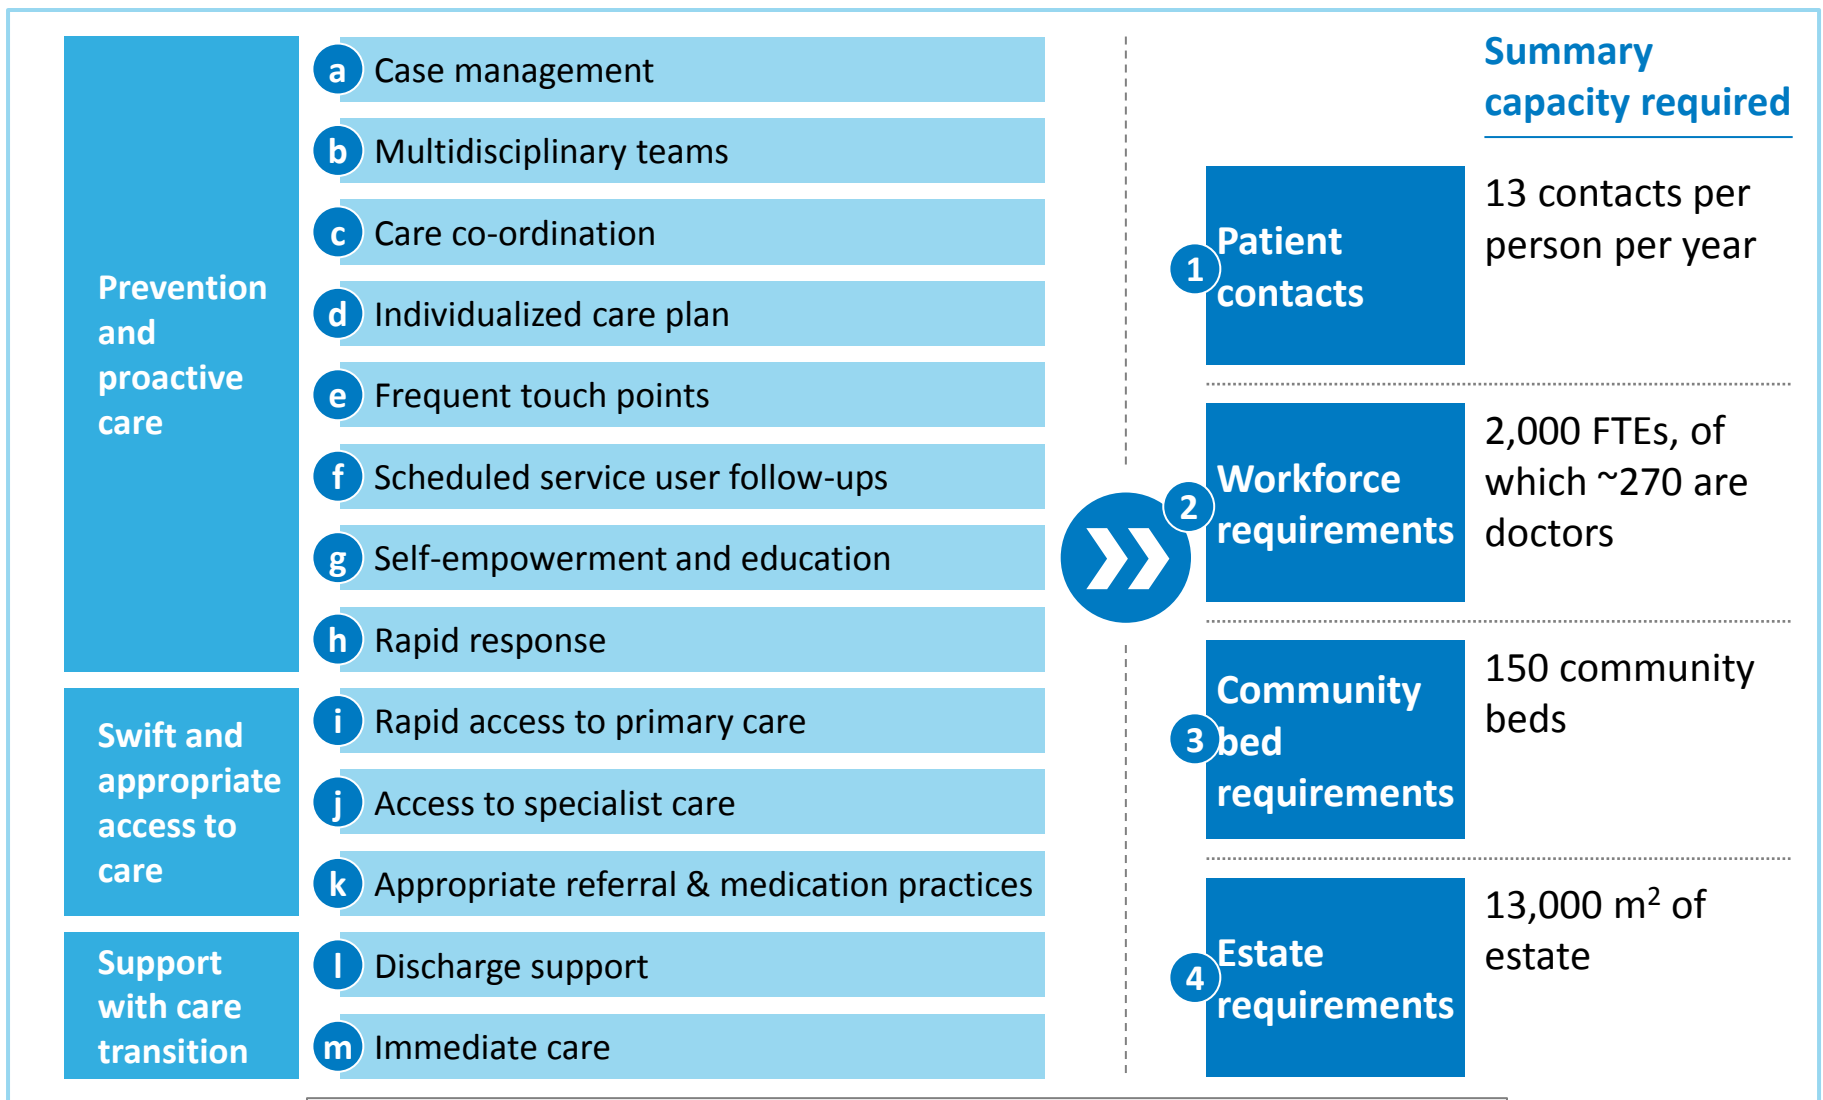 Prevention
and
proactive
care
a Case management
b Multidisciplinary teams
c Care co-ordination
d Individualized care plan
e Frequent touch points
f Scheduled service user follow-ups
g Self-empowerment and education
h Rapid response
Swift and
appropriate
access to
care
i Rapid access to primary care
j Access to specialist care
k Appropriate referral & medication practices
Support
with care
transition
l Discharge support
m Immediate care
Summary
capacity required
1
Patient
contacts
13 contacts per
person per year
2
Workforce
requirements
2,000 FTEs, of
which ~270 are
doctors
3
Community
bed
requirements
150 community
beds
4
Estate
requirements
13,000 m² of
estate